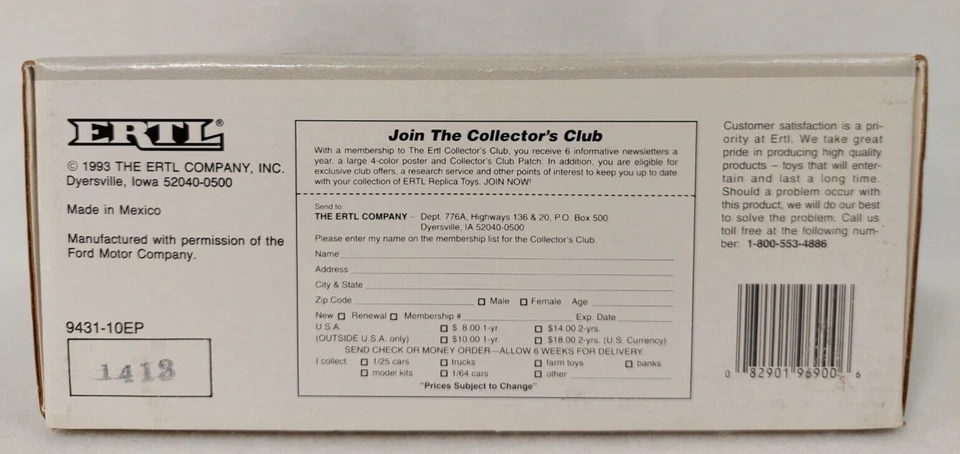 ERTL®
© 1993 THE ERTL COMPANY, INC.
Dyersville, Iowa 52040-0500
Made in Mexico
Manufactured with permission of the
Ford Motor Company.
9431-10EP
1413
Join The Collector's Club
With a membership to The Ertl Collector's Club, you receive 6 informative newsletters a
year, a large 4-color poster and Collector's Club Patch. In addition, you are eligible for
exclusive club offers, a research service and other points of interest to keep you up to date
with your collection of ERTL Replica Toys. JOIN NOW!
Send to:
THE ERTL COMPANY – Dept. 776A, Highways 136 & 20, P.O. Box 500
Dyersville, IA 52040-0500
Please enter my name on the membership list for the Collector's Club.
Name
Address
City & State
Zip Code Male Female Age
New Renewal Membership # Exp. Date
U.S.A. $ 8.00 1-yr. $14.00 2-yrs.
(OUTSIDE U.S.A. only) $10.00 1-yr. $18.00 2-yrs. (U.S. Currency)
SEND CHECK OR MONEY ORDER—ALLOW 6 WEEKS FOR DELIVERY.
I collect: 1/25 cars trucks farm toys banks
model kits 1/64 cars other
"Prices Subject to Change"
Customer satisfaction is a pri-
ority at Ertl. We take great
pride in producing high quality
products – toys that will enter-
tain and last a long time.
Should a problem occur with
this product, we will do our best
to solve the problem. Call us
toll free at the following num-
ber: 1-800-553-4886
0 82901 96900 6